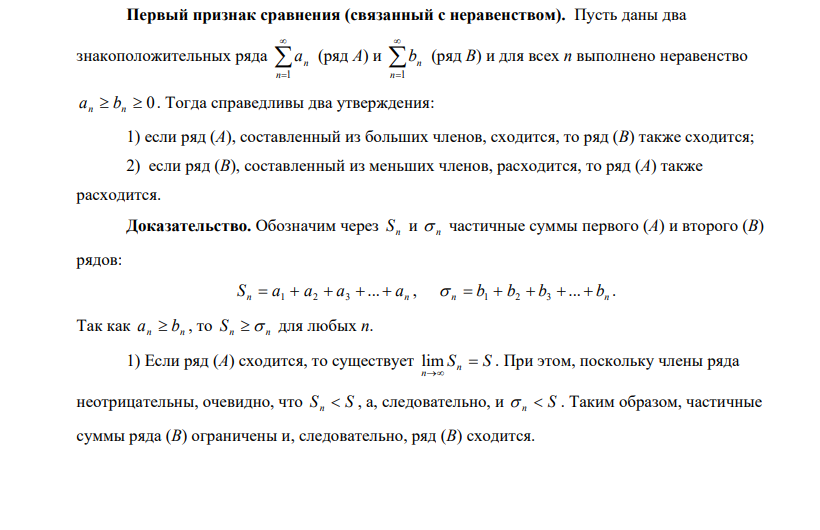 Первый признак сравнения (связанный с неравенством). Пусть даны два
знакоположительных ряда $\sum_{n=1}^{\infty} a_n$ (ряд A) и $\sum_{n=1}^{\infty} b_n$ (ряд B) и для всех n выполнено неравенство
$a_n \geq b_n \geq 0$. Тогда справедливы два утверждения:
1) если ряд (A), составленный из больших членов, сходится, то ряд (B) также сходится;
2) если ряд (B), составленный из меньших членов, расходится, то ряд (A) также
расходится.
Доказательство. Обозначим через $S_n$ и $\sigma_n$ частичные суммы первого (A) и второго (B)
рядов:
$S_n = a_1 + a_2 + a_3 + ... + a_n$, $\sigma_n = b_1 + b_2 + b_3 + ... + b_n$.
Так как $a_n \geq b_n$, то $S_n \geq \sigma_n$ для любых n.
1) Если ряд (A) сходится, то существует $\lim_{n \to \infty} S_n = S$. При этом, поскольку члены ряда
неотрицательны, очевидно, что $S_n < S$, а, следовательно, и $\sigma_n < S$. Таким образом, частичные
суммы ряда (B) ограничены и, следовательно, ряд (B) сходится.